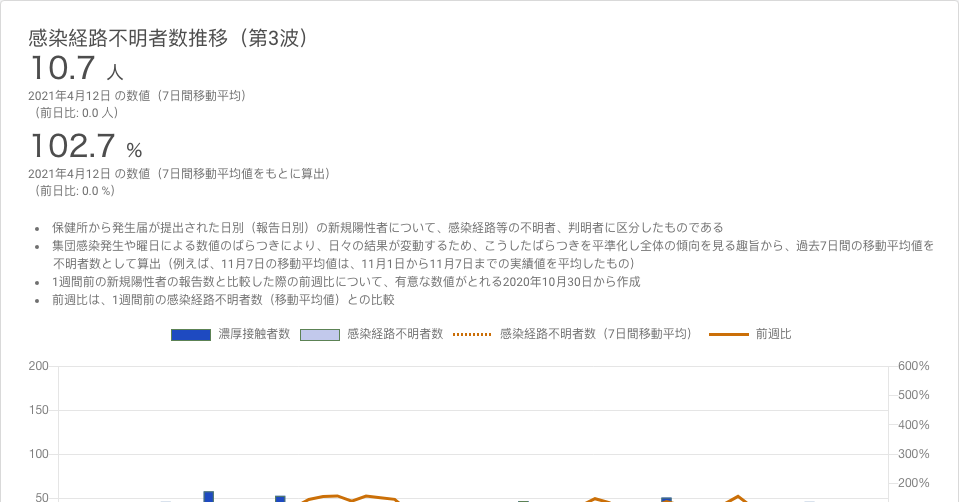 感染経路不明者数推移（第3波）
10.7 人
2021年4月12日 の数値（7日間移動平均）
（前日比: 0.0 人）
102.7 %
2021年4月12日 の数値（7日間移動平均値をもとに算出）
（前日比: 0.0 %）
• 保健所から発生届が提出された日別（報告日別）の新規陽性者について、感染経路等の不明者、判明者に区分したものである
• 集団感染発生や曜日による数値のばらつきにより、日々の結果が変動するため、こうしたばらつきを平準化し全体の傾向を見る趣旨から、過去7日間の移動平均値を
不明者数として算出（例えば、11月7日の移動平均値は、11月1日から11月7日までの実績値を平均したもの）
• 1週間前の新規陽性者の報告数と比較した際の前週比について、有意な数値がとれる2020年10月30日から作成
• 前週比は、1週間前の感染経路不明者数（移動平均値）との比較
濃厚接触者数 感染経路不明者数 感染経路不明者数（7日間移動平均） 前週比
200 600%
500%
150
400%
100 300%
200%
50